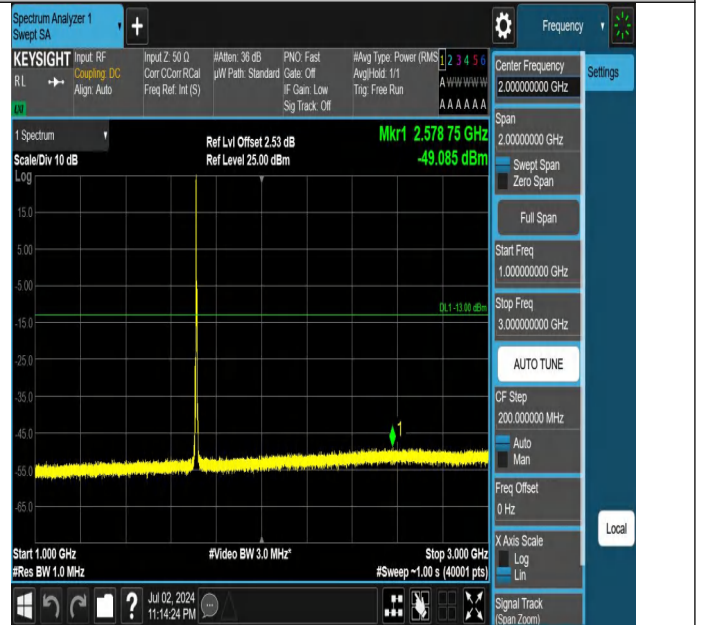 Spectrum Analyzer 1
Swept SA
+
Frequency
KEYSIGHT
Input: RF
Input Z: 50 Ω
#Atten: 36 dB
PNO: Fast
#Avg Type: Power (RMS
1 2 3 4 5 6
RL
Coupling: DC
Corr CCorr RCal
µW Path: Standard
Gate: Off
Avg|Hold: 1/1
A W W W W W
Align: Auto
Freq Ref: Int (S)
IF Gain: Low
Trig: Free Run
Sig Track: Off
A A A A A A
LXI
1 Spectrum
Scale/Div 10 dB
Log
Ref Lvl Offset 2.53 dB
Ref Level 25.00 dBm
Mkr1 2.578 75 GHz
-49.085 dBm
15.0
5.00
-5.00
DL1 -13.00 dBm
-15.0
-25.0
-35.0
-45.0
1
-55.0
-65.0
Start 1.000 GHz
#Video BW 3.0 MHz*
Stop 3.000 GHz
#Res BW 1.0 MHz
#Sweep ~1.00 s (40001 pts)
Center Frequency
2.000000000 GHz
Settings
Span
2.00000000 GHz
Swept Span
Zero Span
Full Span
Start Freq
1.000000000 GHz
Stop Freq
3.000000000 GHz
AUTO TUNE
CF Step
200.000000 MHz
Auto
Man
Freq Offset
0 Hz
Local
X Axis Scale
Log
Lin
Signal Track
(Span Zoom)
?
Jul 02, 2024
11:14:24 PM